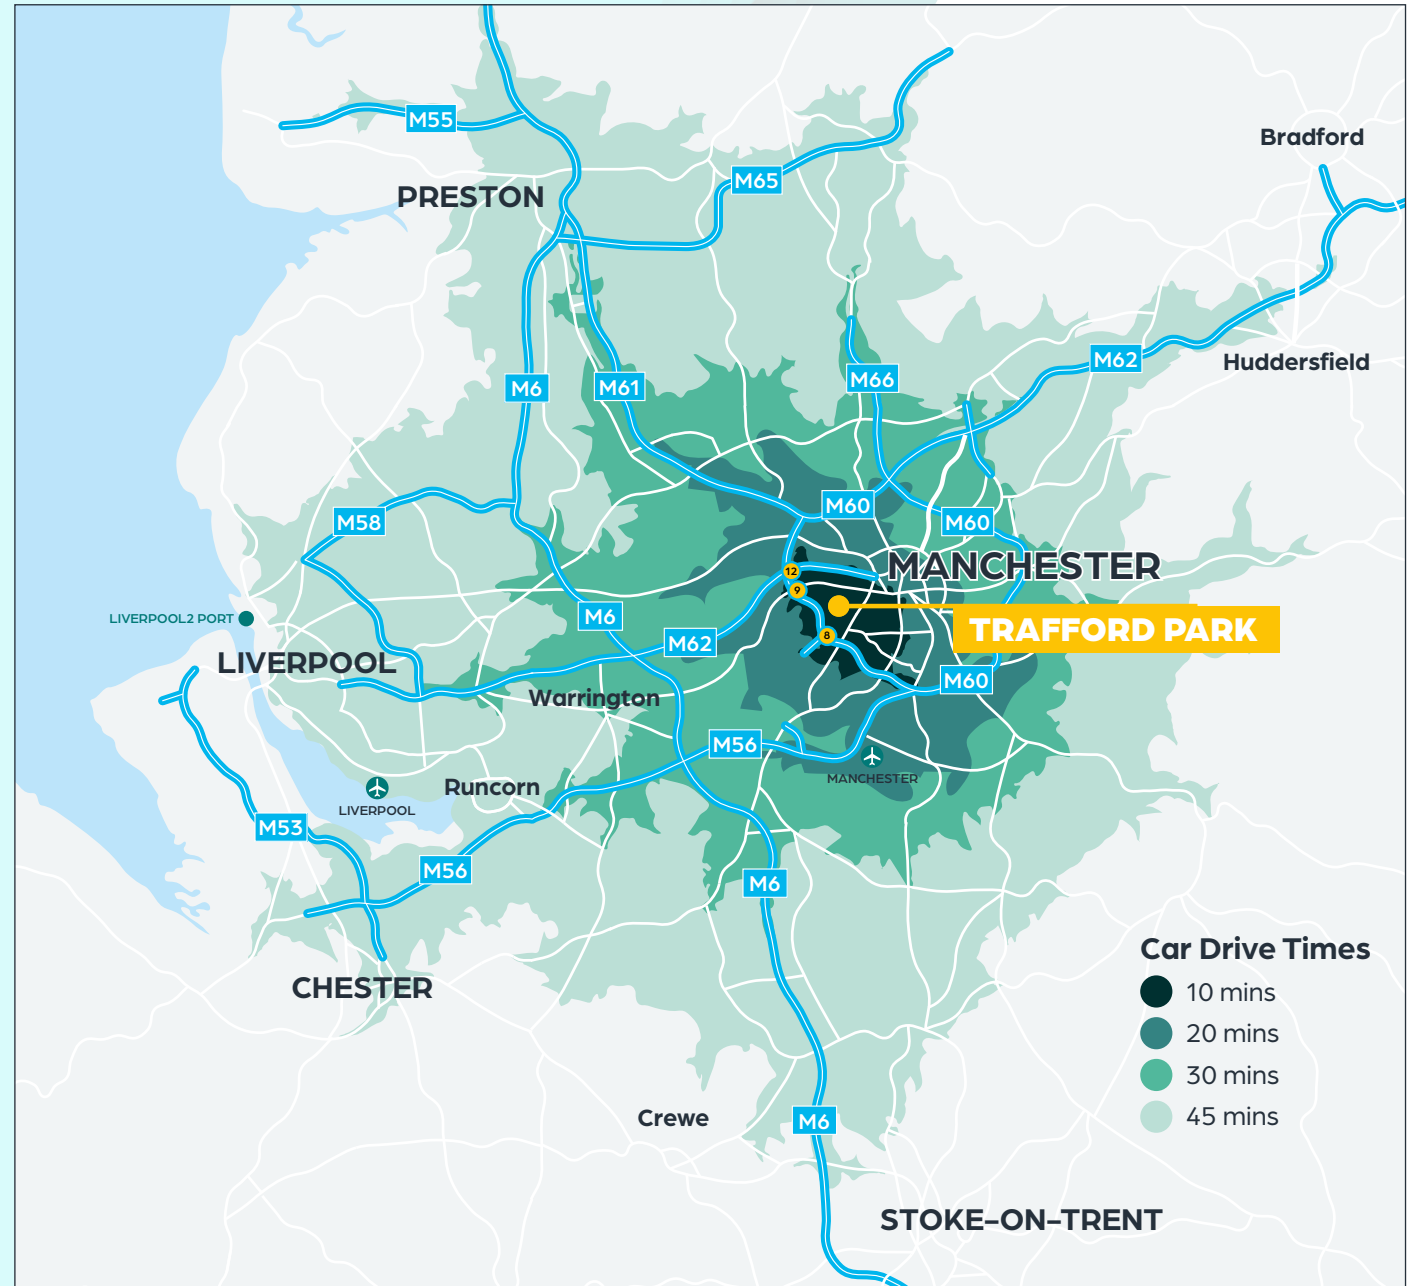 M55
Bradford
M65
PRESTON
M62
Huddersfield
M6
M61
M66
M60
M58
M60
MANCHESTER
12
9
LIVERPOOL2 PORT
M6
TRAFFORD PARK
8
M62
LIVERPOOL
M60
Warrington
M56
MANCHESTER
Runcorn
LIVERPOOL
M53
M56
M6
Car Drive Times
10 mins
CHESTER
20 mins
30 mins
45 mins
Crewe
M6
STOKE-ON-TRENT